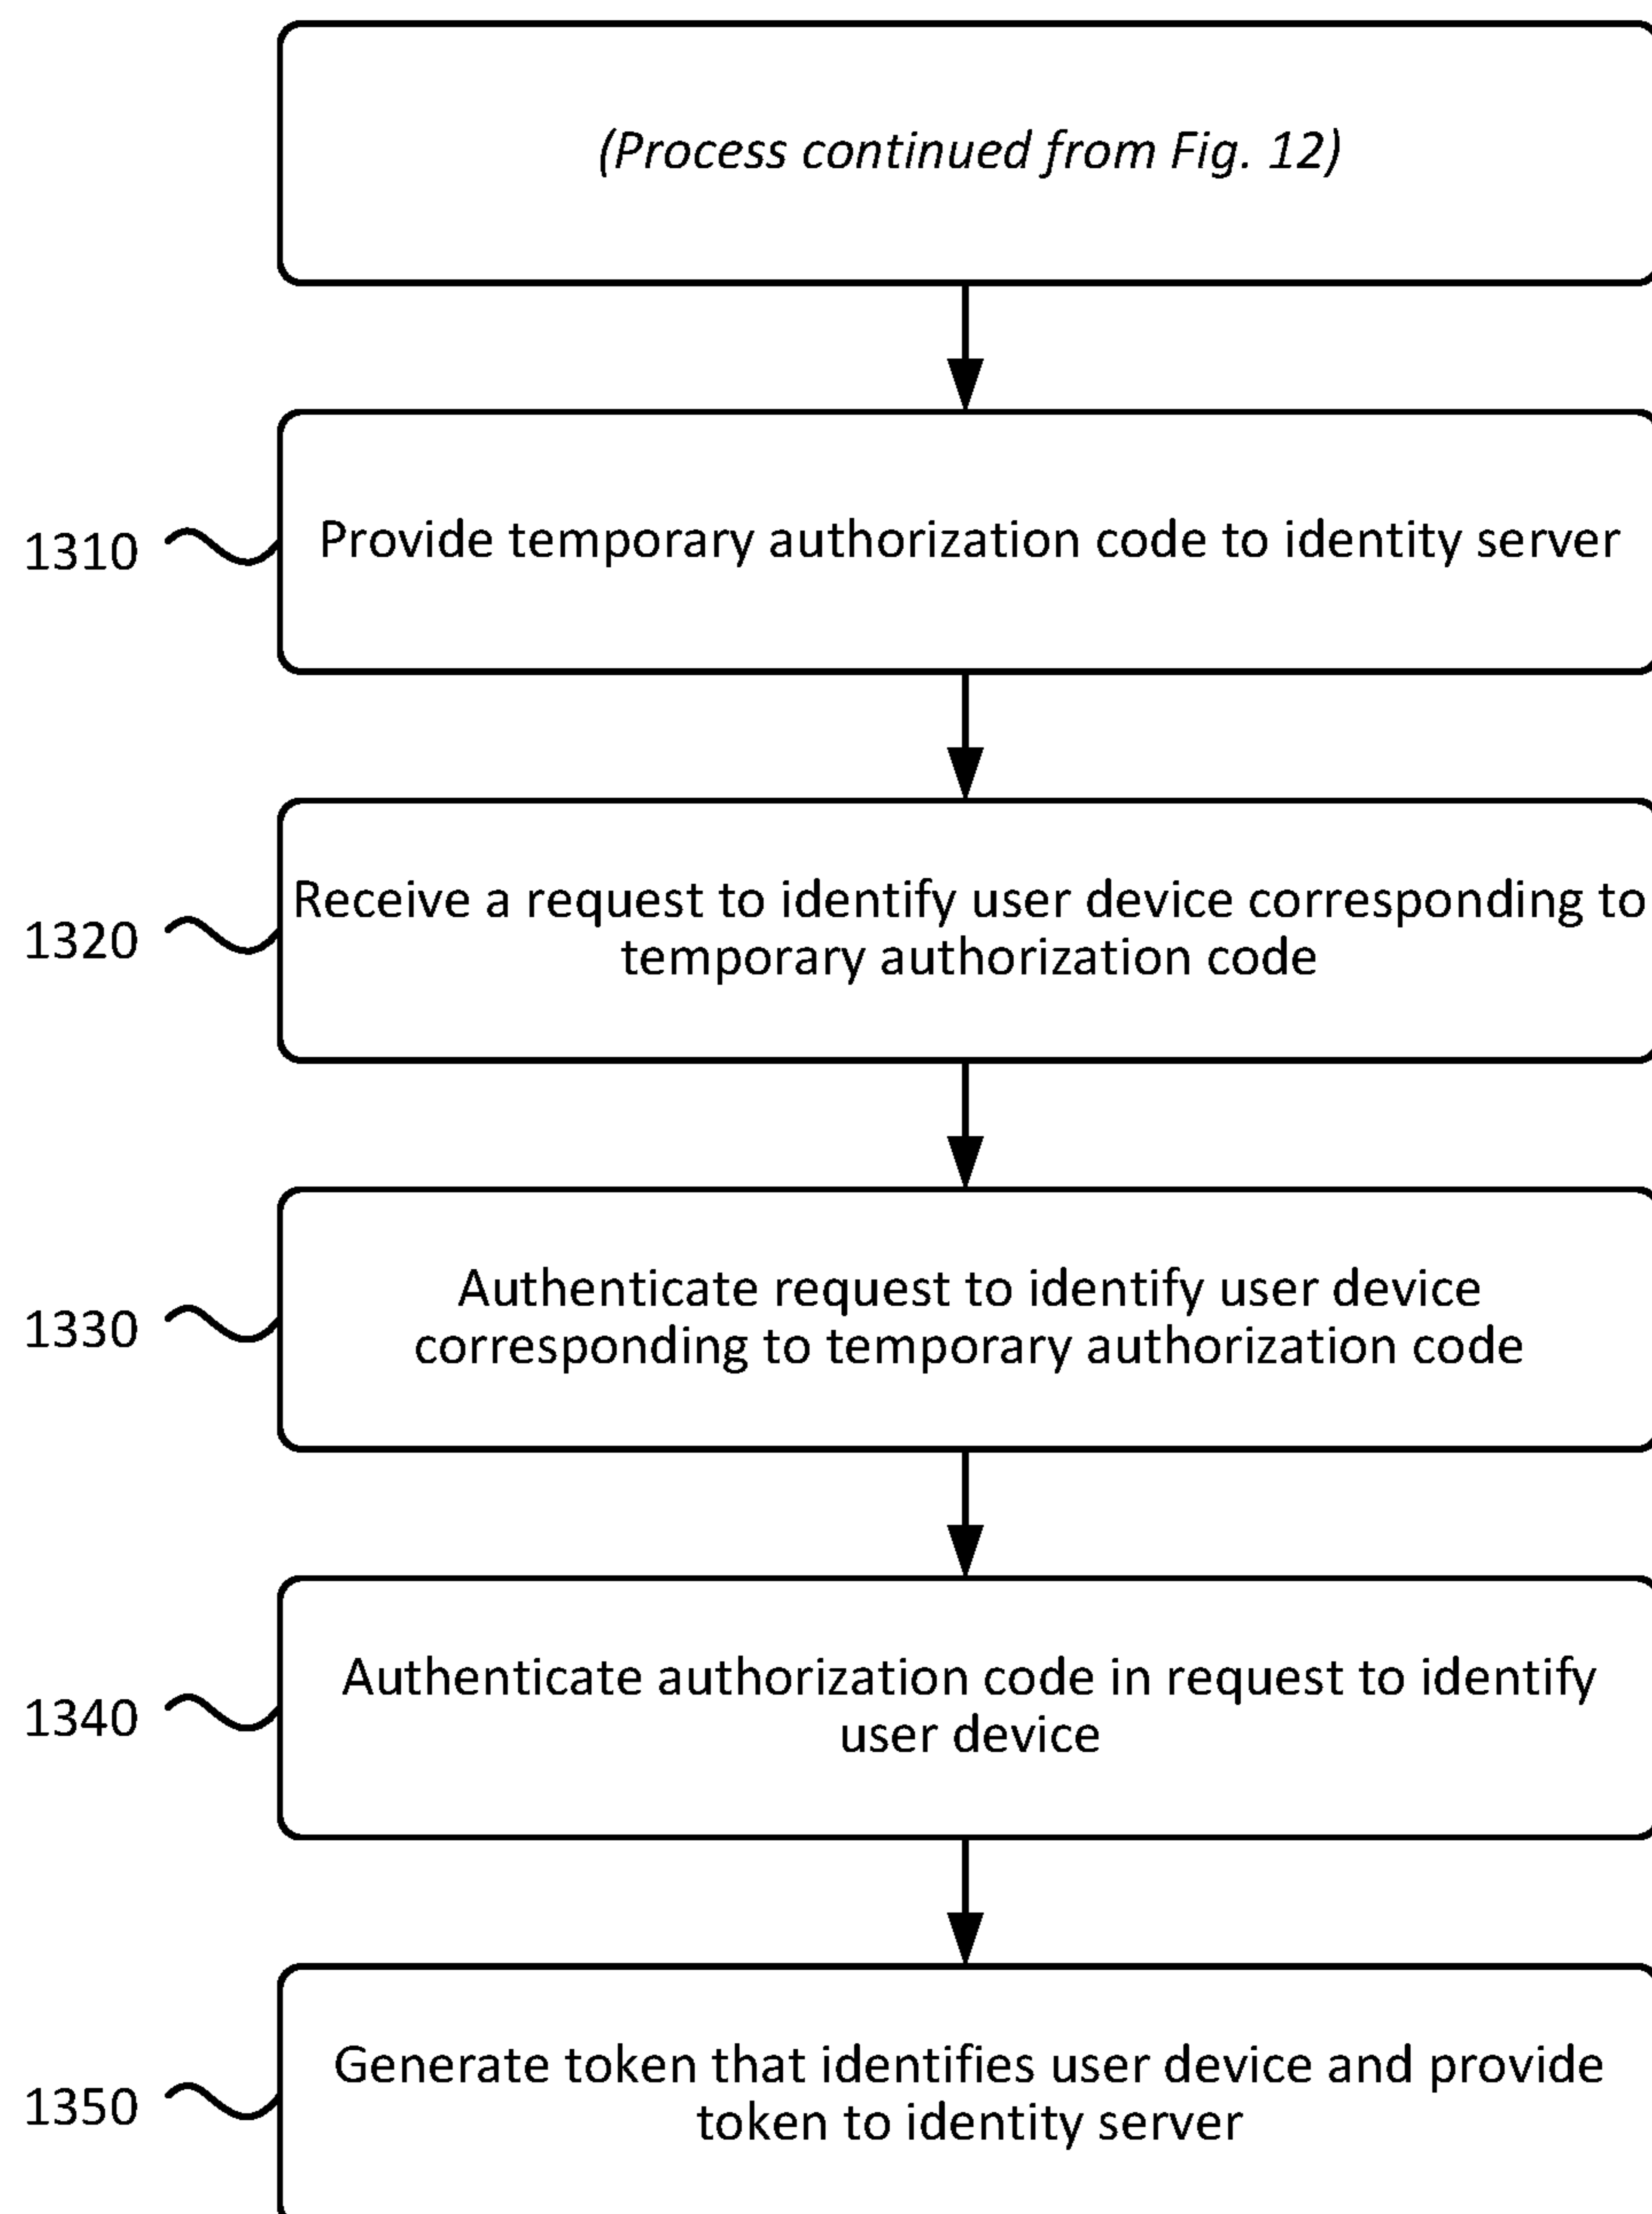 (Process continued from Fig. 12)
1310
Provide temporary authorization code to identity server
1320
Receive a request to identify user device corresponding to
temporary authorization code
1330
Authenticate request to identify user device
corresponding to temporary authorization code
1340
Authenticate authorization code in request to identify
user device
1350
Generate token that identifies user device and provide
token to identity server